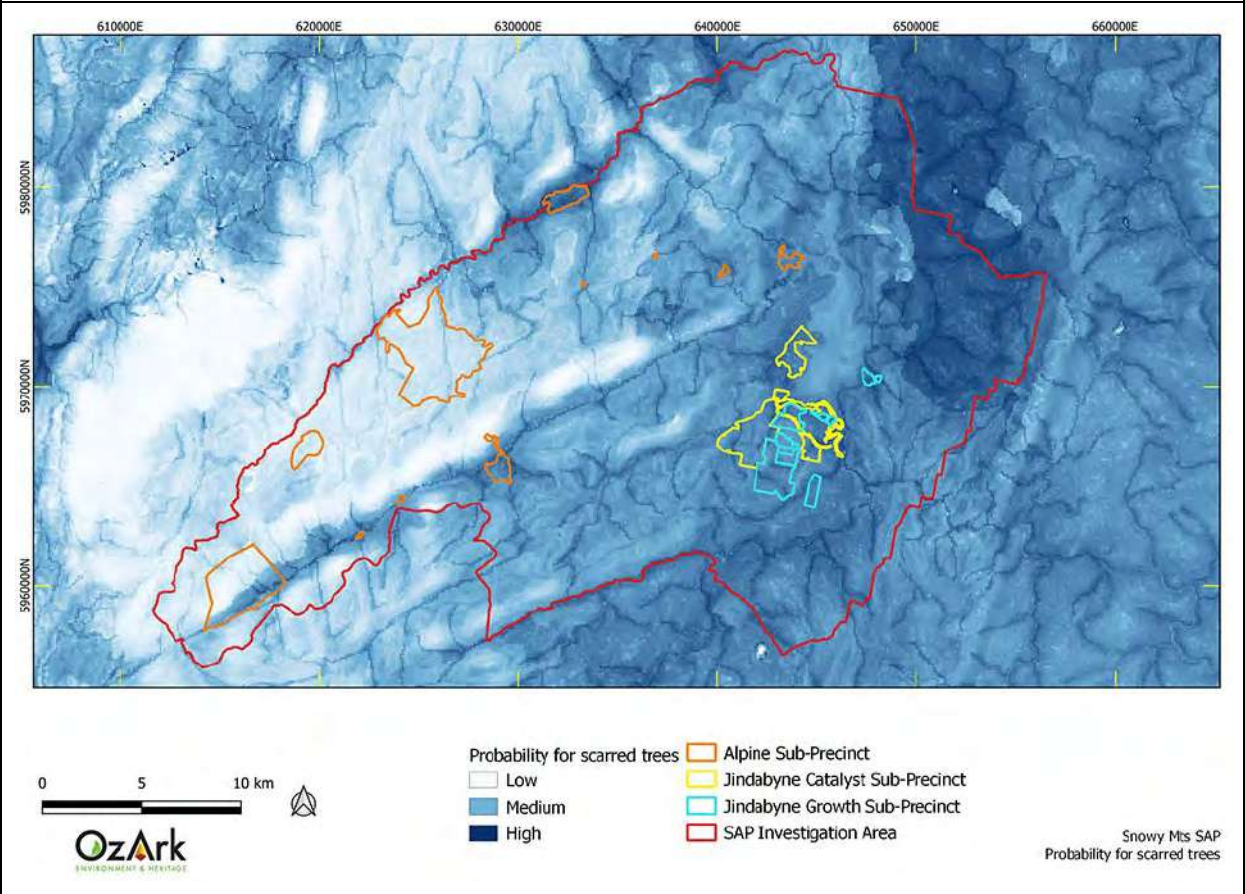 610000E 620000E 630000E 640000E 650000E 660000E
5980000N
5970000N
5960000N
Probability for scarred trees
Low
Medium
High
Alpine Sub-Precinct
Jindabyne Catalyst Sub-Precinct
Jindabyne Growth Sub-Precinct
SAP Investigation Area
0 5 10 km
OzArk
ENVIRONMENT & HERITAGE
Snowy Mts SAP
Probability for scarred trees